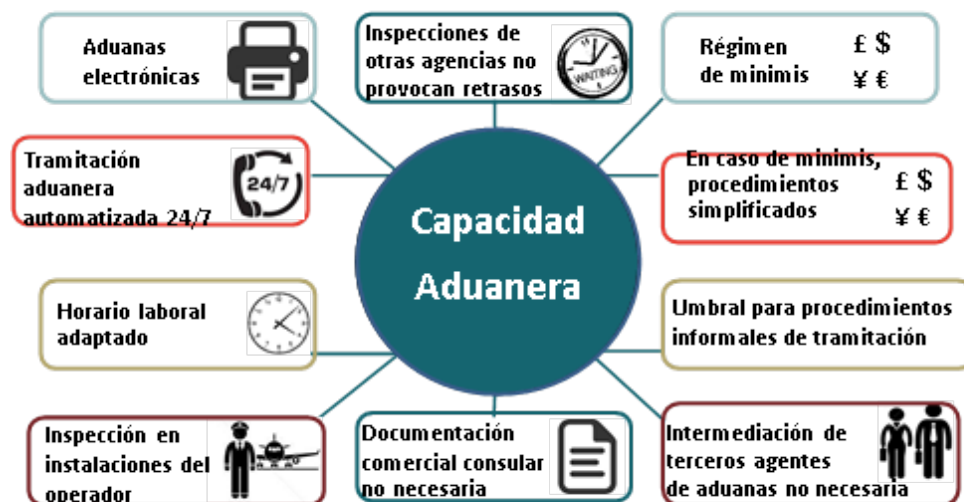 Aduanas
electrónicas
Inspecciones de
otras agencias no
provocan retrasos
WAITING
Régimen
de minimis
£ $
¥ €
Tramitación
aduanera
automatizada 24/7
24/7
En caso de minimis,
procedimientos
simplificados
£ $
¥ €
Capacidad
Aduanera
Horario laboral
adaptado
Umbral para procedimientos
informales de tramitación
Inspección en
instalaciones del
operador
Documentación
comercial consular
no necesaria
Intermediación de
terceros agentes
de aduanas no necesaria